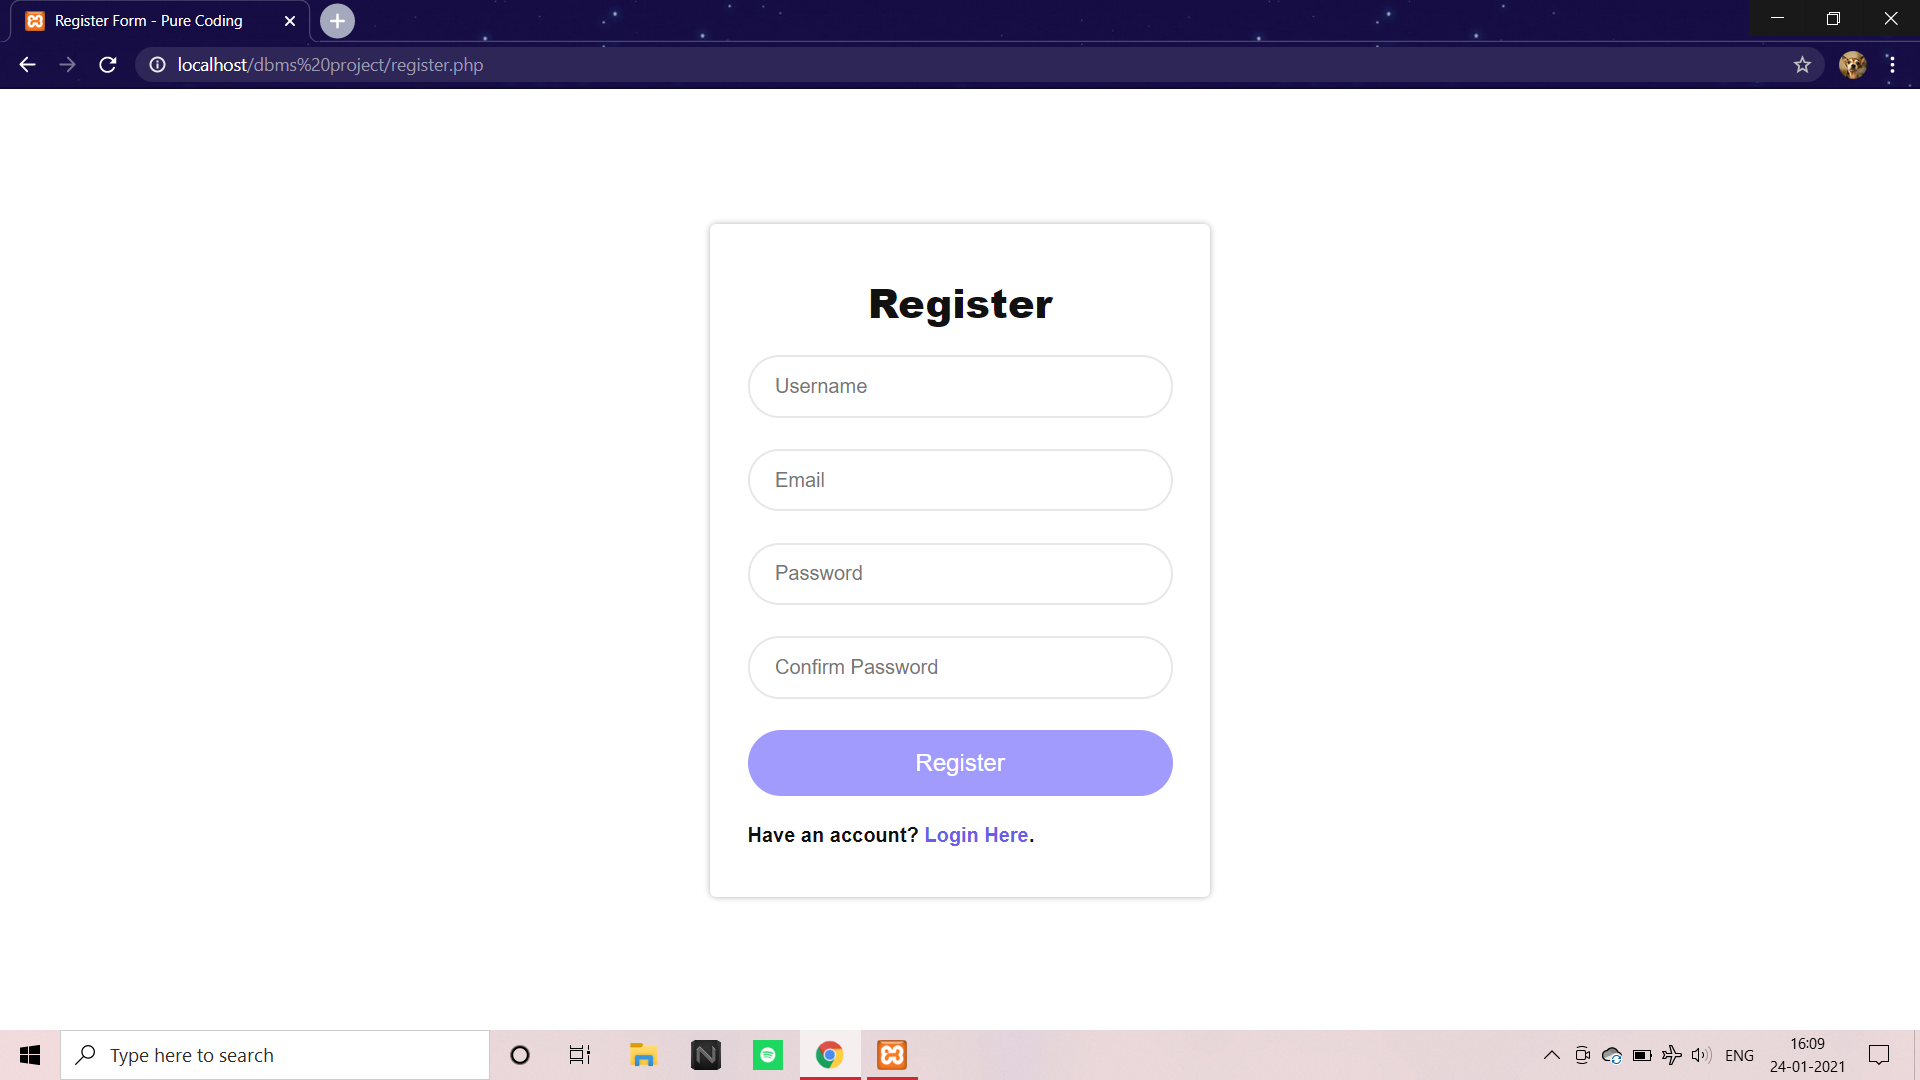 Register Form - Pure Coding
localhost/dbms%20project/register.php
Register
Username
Email
Password
Confirm Password
Register
Have an account? Login Here.
Type here to search
ENG
16:09
24-01-2021